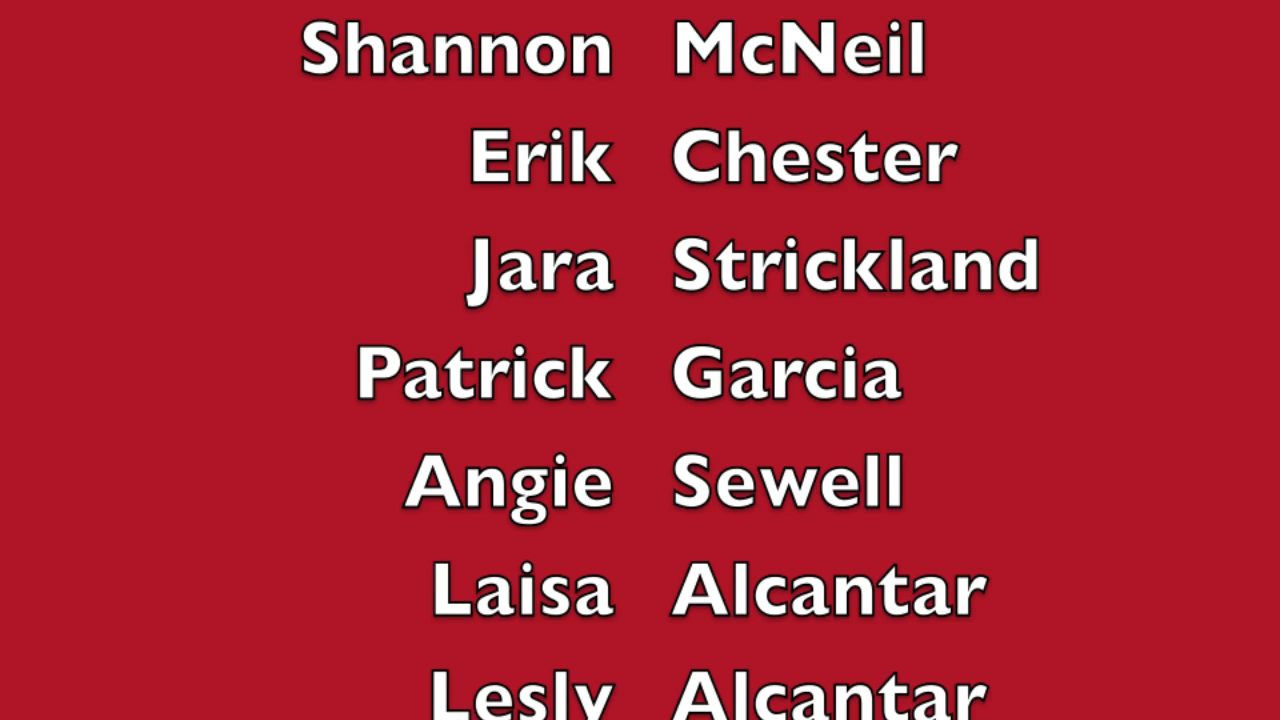 Shannon McNeil
Erik Chester
Jara Strickland
Patrick Garcia
Angie Sewell
Laisa Alcantar
Lesly Alcantar